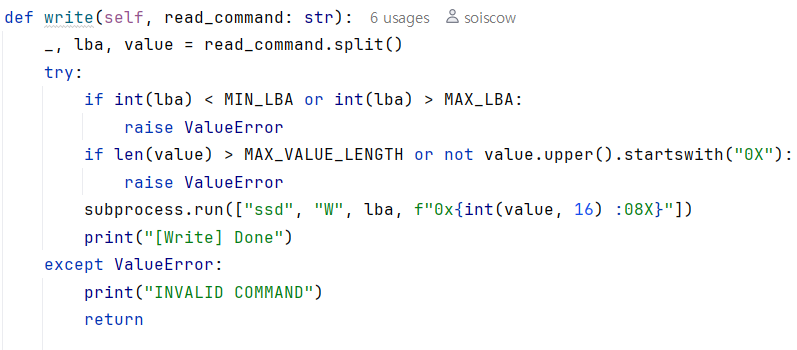 def write(self, read_command: str):  6 usages  soiscow
    _, lba, value = read_command.split()
    try:
        if int(lba) < MIN_LBA or int(lba) > MAX_LBA:
            raise ValueError
        if len(value) > MAX_VALUE_LENGTH or not value.upper().startswith("0X"):
            raise ValueError
        subprocess.run(["ssd", "W", lba, f"0x{int(value, 16) :08X}"])
        print("[Write] Done")
    except ValueError:
        print("INVALID COMMAND")
        return